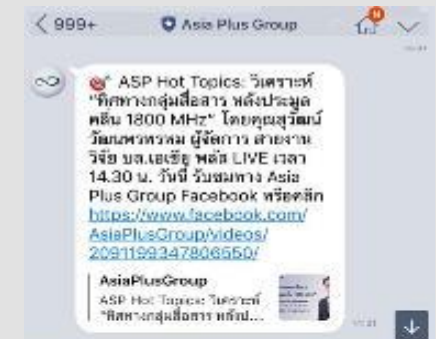 999+
Asia Plus Group
N
🎯 ASP Hot Topics: วิเคราะห์
"ทิศทางกลุ่มสื่อสาร หลังประมูล
คลื่น 1800 MHz" โดยคุณสุวัฒน์
วัฒนพรพรหม ผู้จัดการ สายงาน
วิจัย บล.เอเซีย พลัส LIVE เวลา
14.30 น. วันนี้ รับชมทาง Asia
Plus Group Facebook หรือคลิก
https://www.facebook.com/
AsiaPlusGroup/videos/
2091199347806550/
AsiaPlusGroup
ASP Hot Topics: วิเคราะห์
"ทิศทางกลุ่มสื่อสาร หลังป...